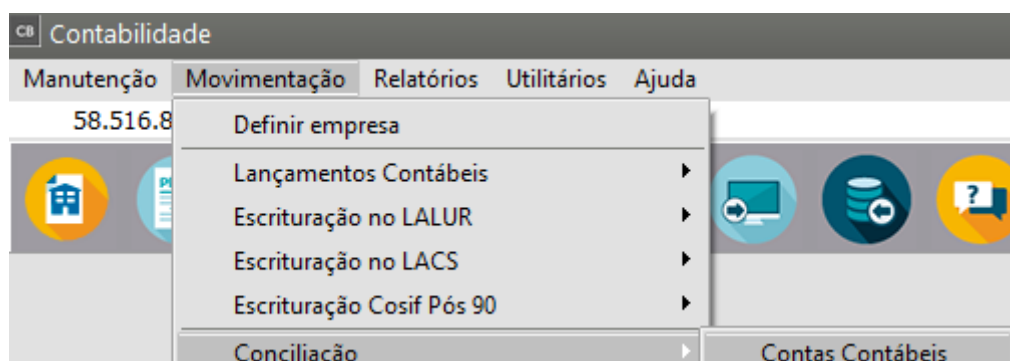 CB Contabilidade
Manutenção Movimentação Relatórios Utilitários Ajuda
58.516.8
Definir empresa
Lançamentos Contábeis
Escrituração no LALUR
Escrituração no LACS
Escrituração Cosif Pós 90
Conciliação Contas Contábeis
?